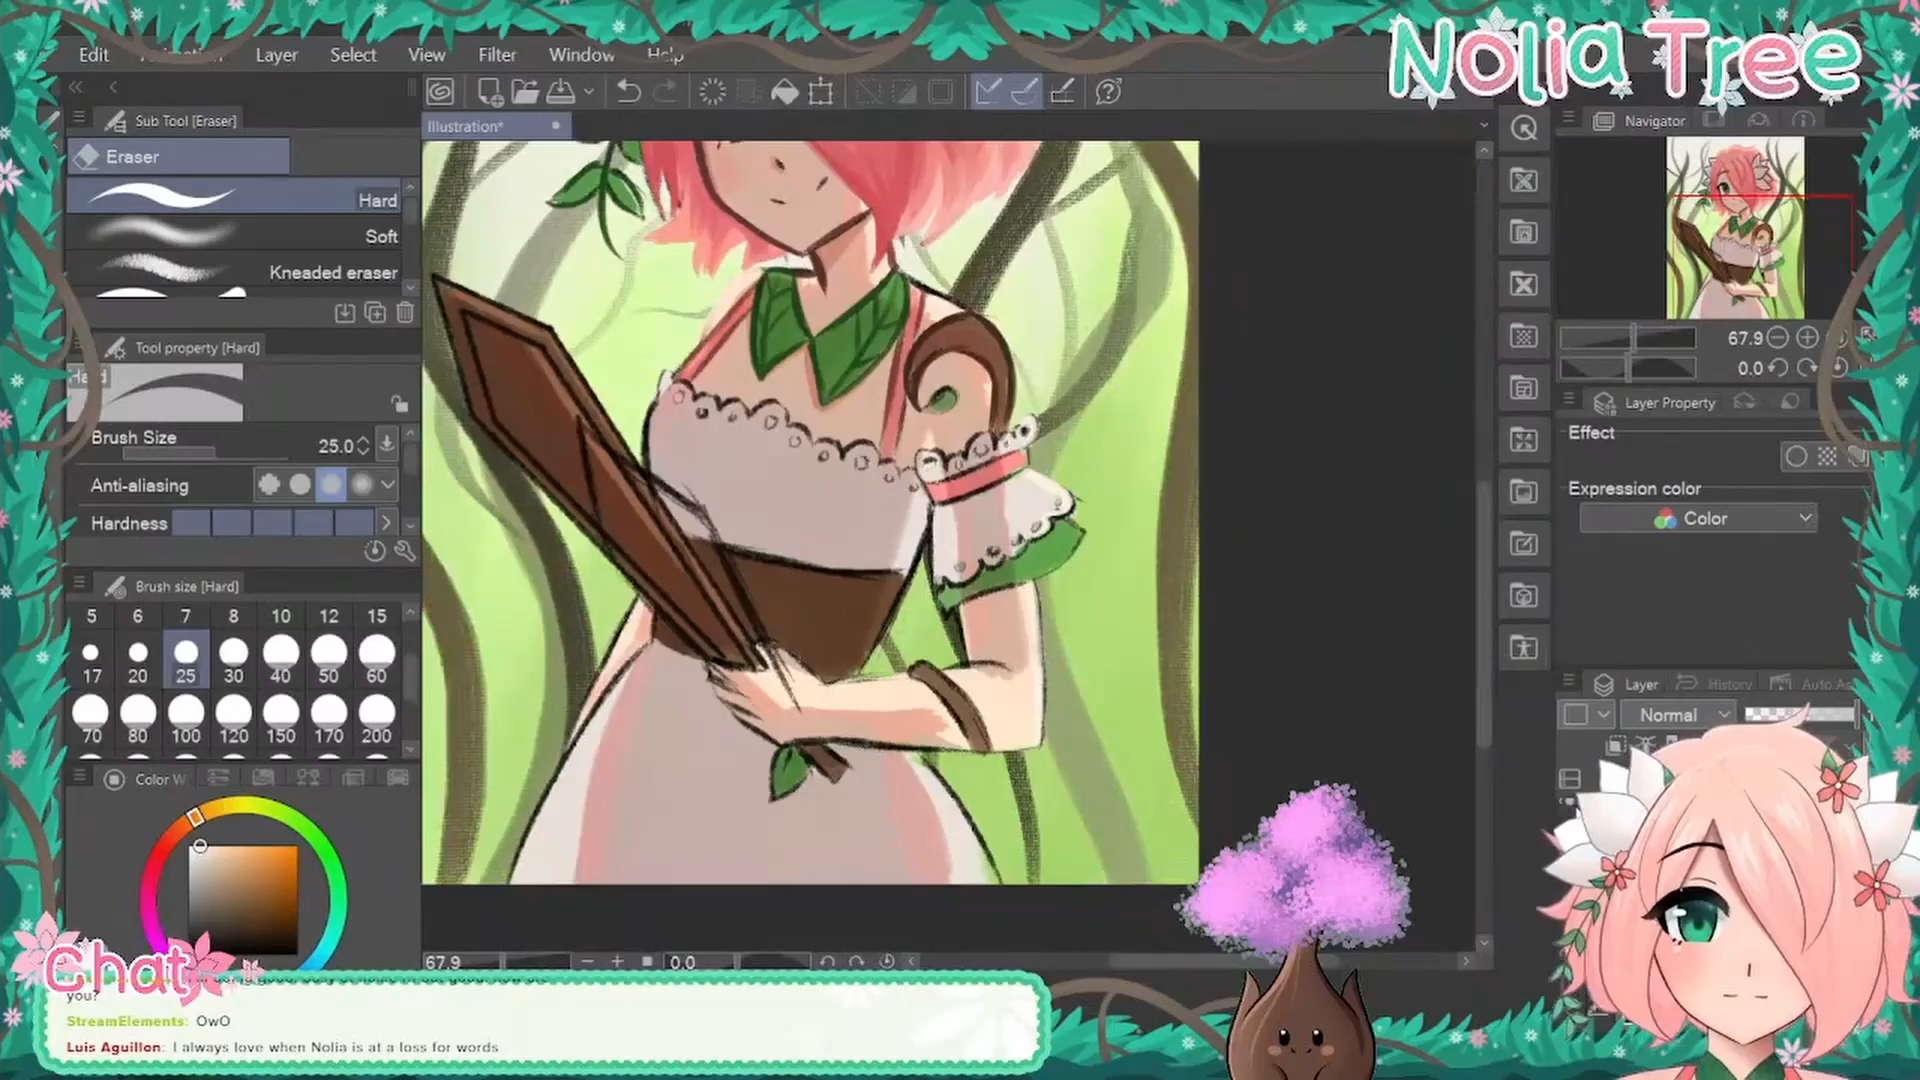 Nolia Tree
Edit Layer Select View Filter Window Help
Sub Tool [Eraser]
Eraser
Hard
Soft
Kneaded eraser
Tool property [Hard]
Hard
Brush Size 25.0
Anti-aliasing
Hardness
Brush size [Hard]
5 6 7 8 10 12 15
17 20 25 30 40 50 60
70 80 100 120 150 170 200
Color W
Illustration*
67.9 0.0
Navigator
67.9
0.0
Layer Property
Effect
Expression color
Color
Layer History Auto Ac
Normal
Chat
you?
StreamElements: OwO
Luis Aguillon: I always love when Nolia is at a loss for words